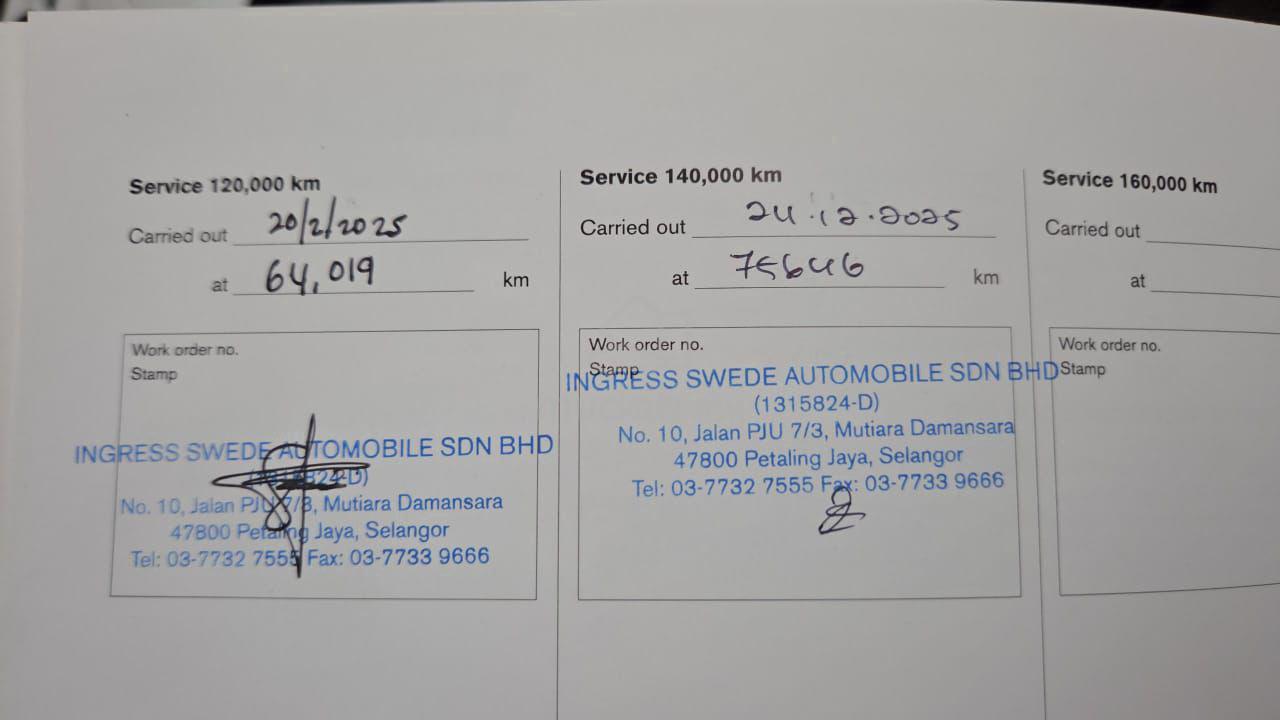 Service 120,000 km
Carried out 20/2/2025
at 64,019 km
Work order no.
Stamp
INGRESS SWEDE AUTOMOBILE SDN BHD
(1315824-D)
No. 10, Jalan PJU 7/3, Mutiara Damansara
47800 Petaling Jaya, Selangor
Tel: 03-7732 7555 Fax: 03-7733 9666
Service 140,000 km
Carried out 24.12.2025
at 75646 km
Work order no.
Stamp
INGRESS SWEDE AUTOMOBILE SDN BHD
(1315824-D)
No. 10, Jalan PJU 7/3, Mutiara Damansara
47800 Petaling Jaya, Selangor
Tel: 03-7732 7555 Fax: 03-7733 9666
Service 160,000 km
Carried out
at
Work order no.
Stamp